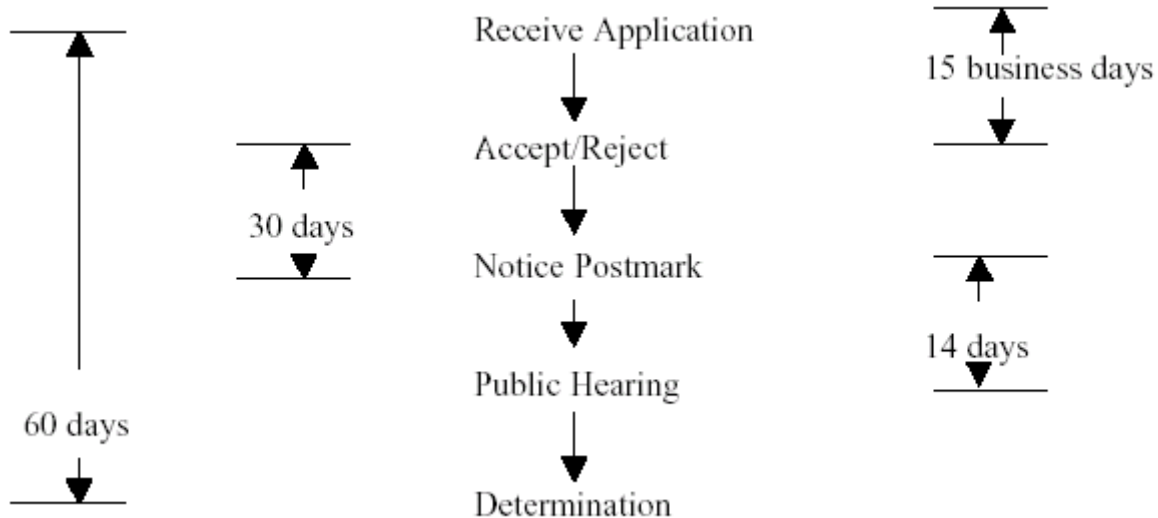 Receive Application
15 business days
Accept/Reject
30 days
Notice Postmark
14 days
Public Hearing
60 days
Determination